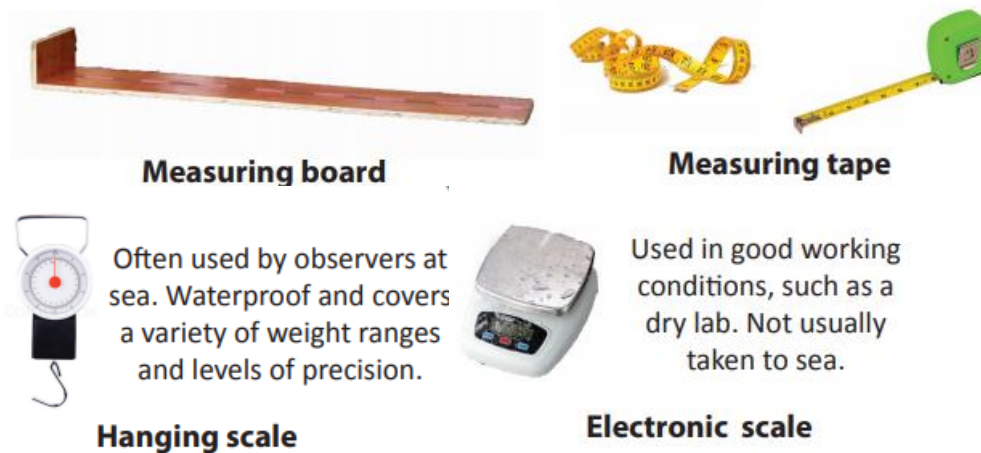 Measuring board
Measuring tape
Often used by observers at
sea. Waterproof and covers
a variety of weight ranges
and levels of precision.
Hanging scale
Used in good working
conditions, such as a
dry lab. Not usually
taken to sea.
Electronic scale